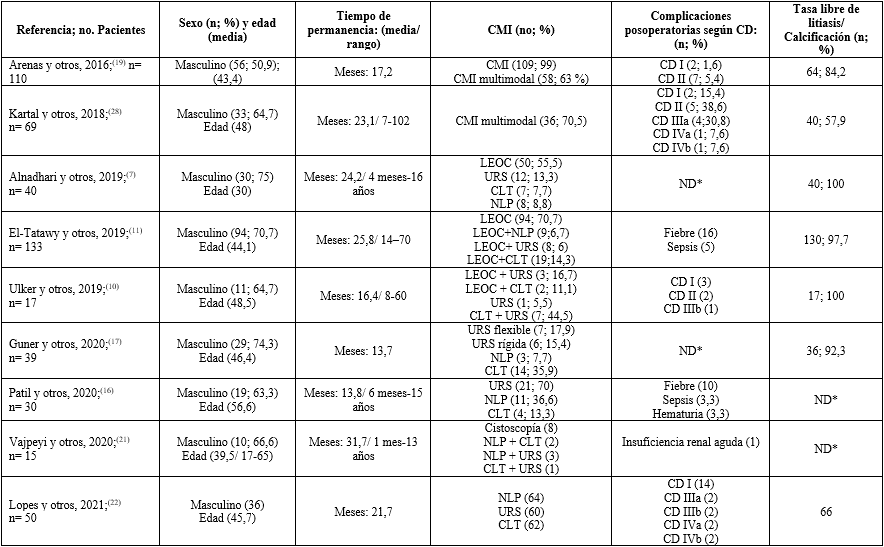 Referencia; no. Pacientes
Sexo (n; %) y edad
(media)
Tiempo de
permanencia: (media/
rango)
CMI (no; %)
Complicaciones
posoperatorias según CD:
(n; %)
Tasa libre de
litiasis/
Calcificación (n;
%)
Arenas y otros, 2016;(19) n=
110
Masculino (56; 50,9);
(43,4)
Meses: 17,2
CMI (109; 99)
CMI multimodal (58; 63 %)
CD I (2; 1,6)
CD II (7; 5,4)
64; 84,2
Kartal y otros, 2018;(28)
n= 69
Masculino (33; 64,7)
Edad (48)
Meses: 23,1/ 7-102
CMI multimodal (36; 70,5)
CD I (2; 15,4)
CD II (5; 38,6)
CD IIIa (4;30,8)
CD IVa (1; 7,6)
CD IVb (1; 7,6)
40; 57,9
Alnadhari y otros, 2019;(7)
n= 40
Masculino (30; 75)
Edad (30)
Meses: 24,2/ 4 meses-16
años
LEOC (50; 55,5)
URS (12; 13,3)
CLT (7; 7,7)
NLP (8; 8,8)
ND*
40; 100
El-Tatawy y otros, 2019;(11)
n= 133
Masculino (94; 70,7)
Edad (44,1)
Meses: 25,8/ 14–70
LEOC (94; 70,7)
LEOC+NLP (9;6,7)
LEOC+ URS (8; 6)
LEOC+CLT (19;14,3)
Fiebre (16)
Sepsis (5)
130; 97,7
Ulker y otros, 2019;(10)
n= 17
Masculino (11; 64,7)
Edad (48,5)
Meses: 16,4/ 8-60
LEOC + URS (3; 16,7)
LEOC + CLT (2; 11,1)
URS (1; 5,5)
CLT + URS (7; 44,5)
CD I (3)
CD II (2)
CD IIIb (1)
17; 100
Guner y otros, 2020;(17)
n= 39
Masculino (29; 74,3)
Edad (46,4)
Meses: 13,7
URS flexible (7; 17,9)
URS rígida (6; 15,4)
NLP (3; 7,7)
CLT (14; 35,9)
ND*
36; 92,3
Patil y otros, 2020;(16)
n= 30
Masculino (19; 63,3)
Edad (56,6)
Meses: 13,8/ 6 meses-15
años
URS (21; 70)
NLP (11; 36,6)
CLT (4; 13,3)
Fiebre (10)
Sepsis (3,3)
Hematuria (3,3)
ND*
Vajpeyi y otros, 2020;(21)
n= 15
Masculino (10; 66,6)
Edad (39,5/ 17-65)
Meses: 31,7/ 1 mes-13
años
Cistoscopía (8)
NLP + CLT (2)
NLP + URS (3)
CLT + URS (1)
Insuficiencia renal aguda (1)
ND*
Lopes y otros, 2021;(22)
n= 50
Masculino (36)
Edad (45,7)
Meses: 21,7
NLP (64)
URS (60)
CLT (62)
CD I (14)
CD IIIa (2)
CD IIIb (2)
CD IVa (2)
CD IVb (2)
66